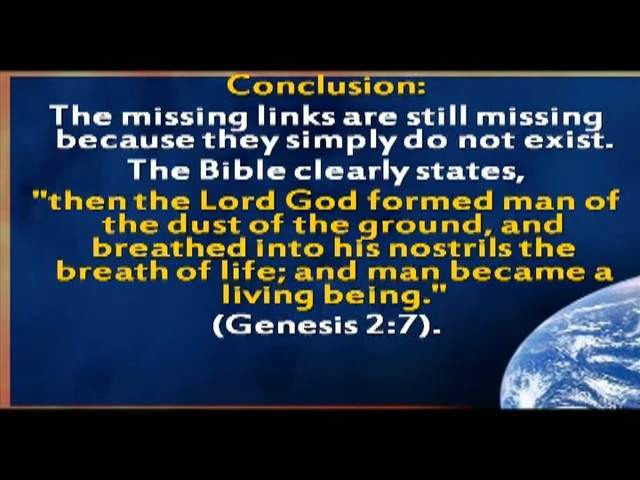 Conclusion:
The missing links are still missing
because they simply do not exist.
The Bible clearly states,
"then the Lord God formed man of
the dust of the ground, and
breathed into his nostrils the
breath of life; and man became a
living being."
(Genesis 2:7).